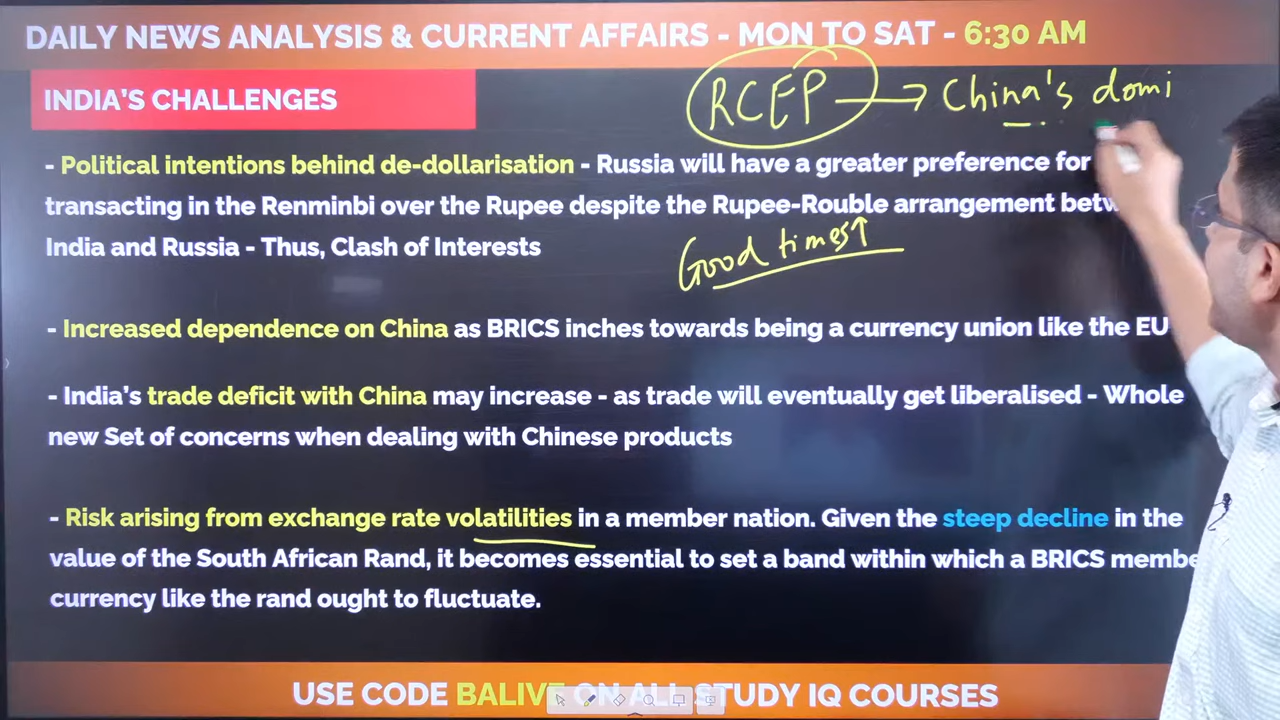 DAILY NEWS ANALYSIS & CURRENT AFFAIRS - MON TO SAT - 6:30 AM
INDIA'S CHALLENGES
RCEP → China's domi
- Political intentions behind de-dollarisation - Russia will have a greater preference for
transacting in the Renminbi over the Rupee despite the Rupee-Rouble arrangement betw
India and Russia - Thus, Clash of Interests
Good times↑
- Increased dependence on China as BRICS inches towards being a currency union like the EU
- India's trade deficit with China may increase - as trade will eventually get liberalised - Whole
new Set of concerns when dealing with Chinese products
- Risk arising from exchange rate volatilities in a member nation. Given the steep decline in the
value of the South African Rand, it becomes essential to set a band within which a BRICS membe
currency like the rand ought to fluctuate.
USE CODE BALIVE ON ALL STUDY IQ COURSES